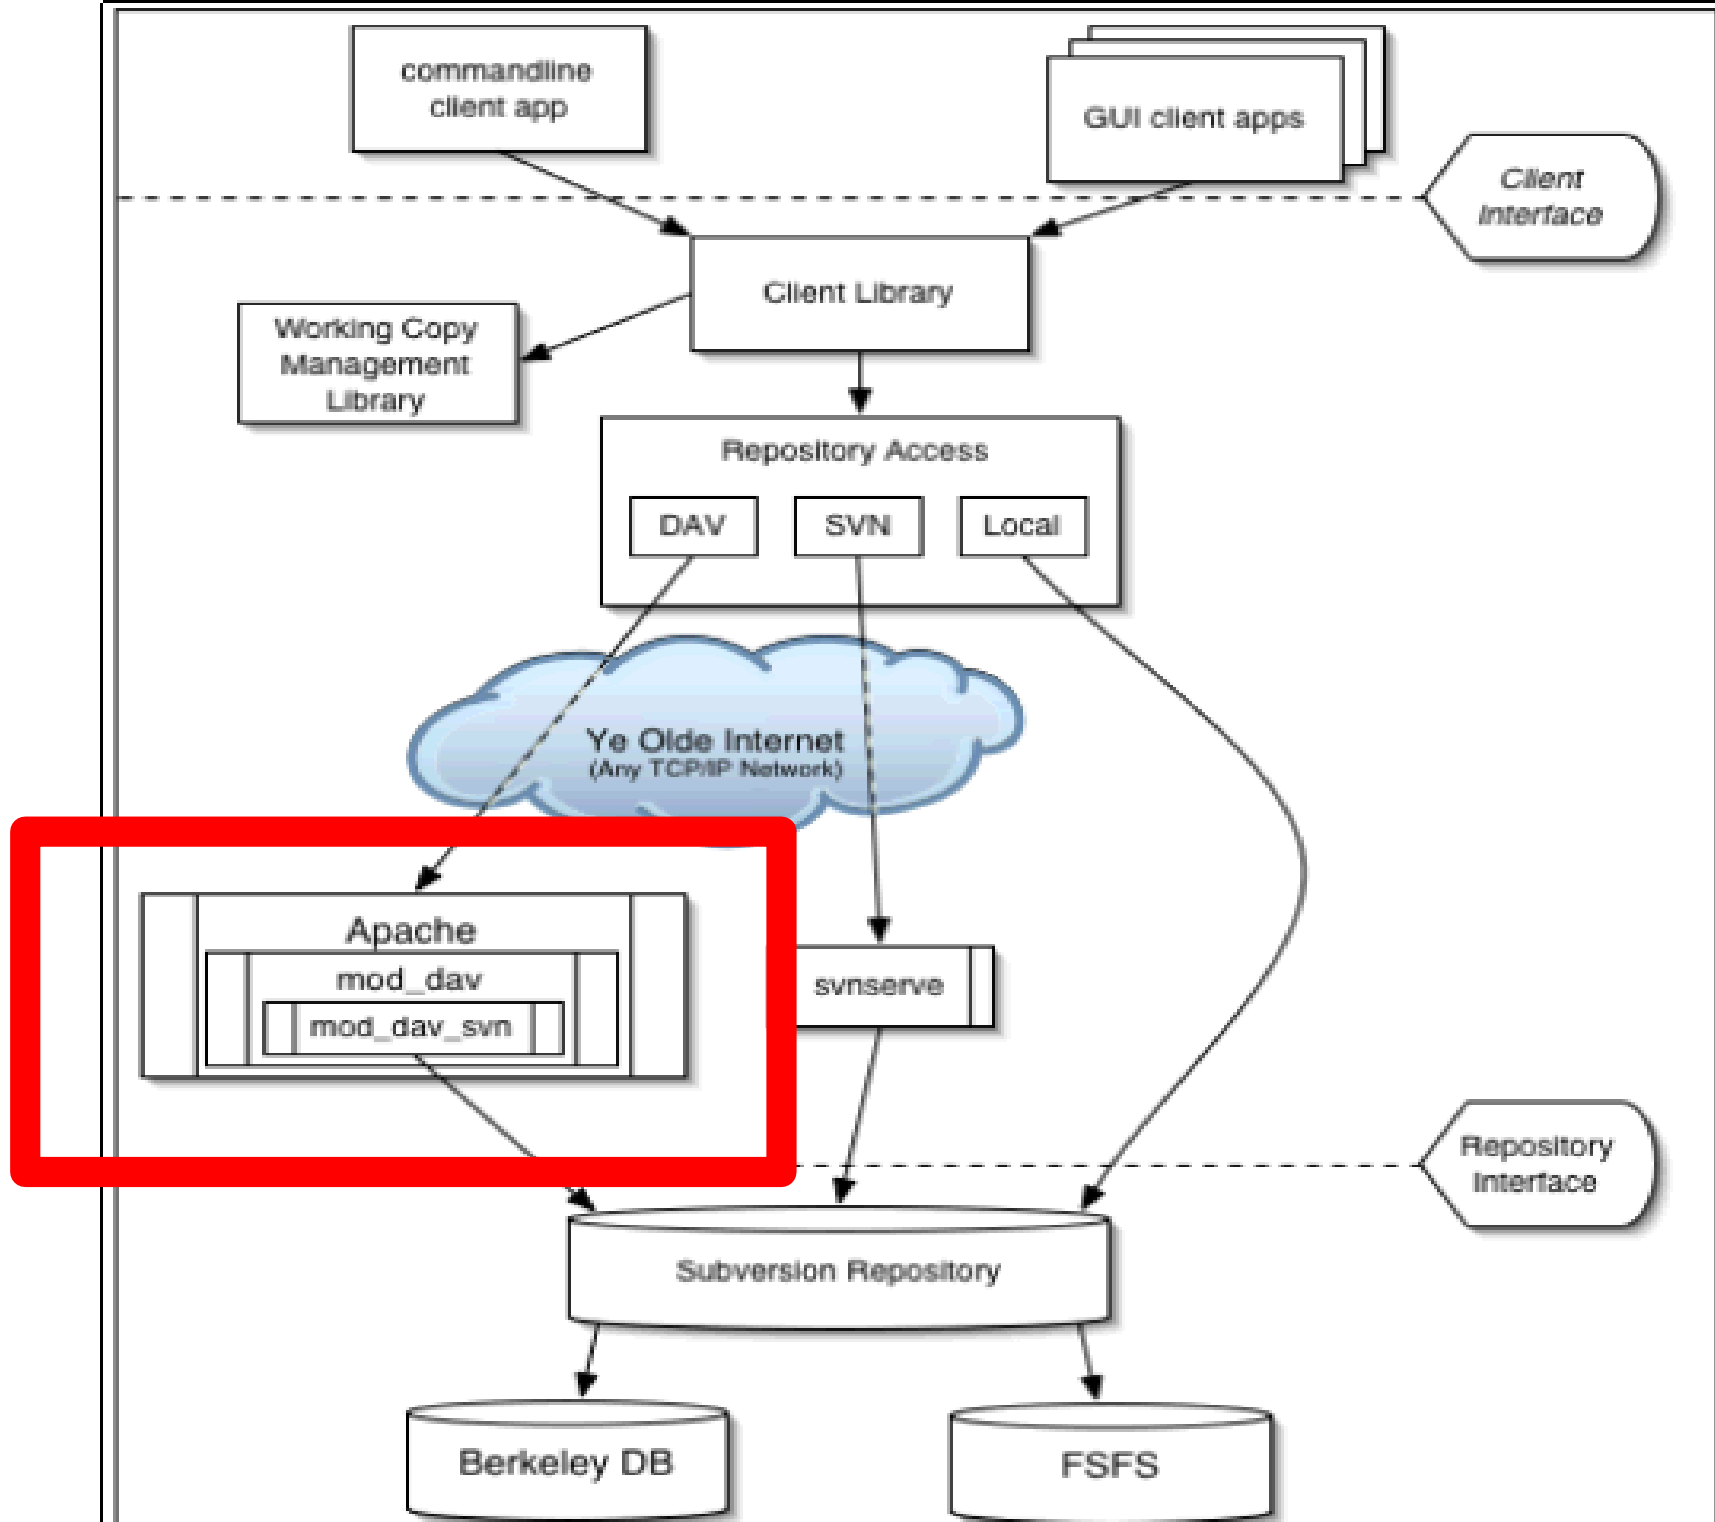 commandline
client app
GUI client apps
Client
Interface
Client Library
Working Copy
Management
Library
Repository Access
DAV
SVN
Local
Ye Olde Internet
(Any TCP/IP Network)
Apache
mod_dav
mod_dav_svn
svnserve
Repository
Interface
Subversion Repository
Berkeley DB
FSFS